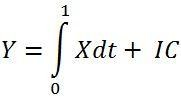 Y = ∫₀¹ Xdt + IC